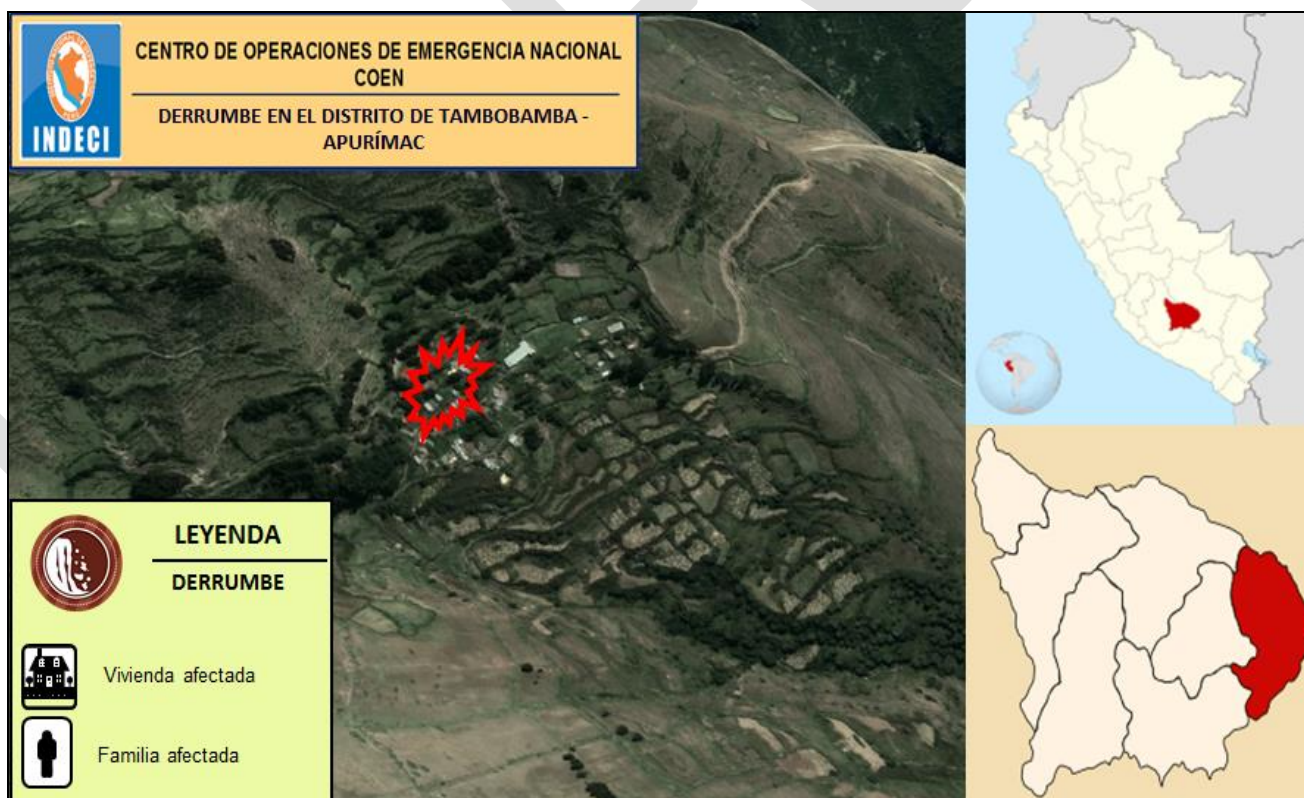 INDECI
CENTRO DE OPERACIONES DE EMERGENCIA NACIONAL
COEN
DERRUMBE EN EL DISTRITO DE TAMBOBAMBA -
APURÍMAC
LEYENDA
DERRUMBE
Vivienda afectada
Familia afectada